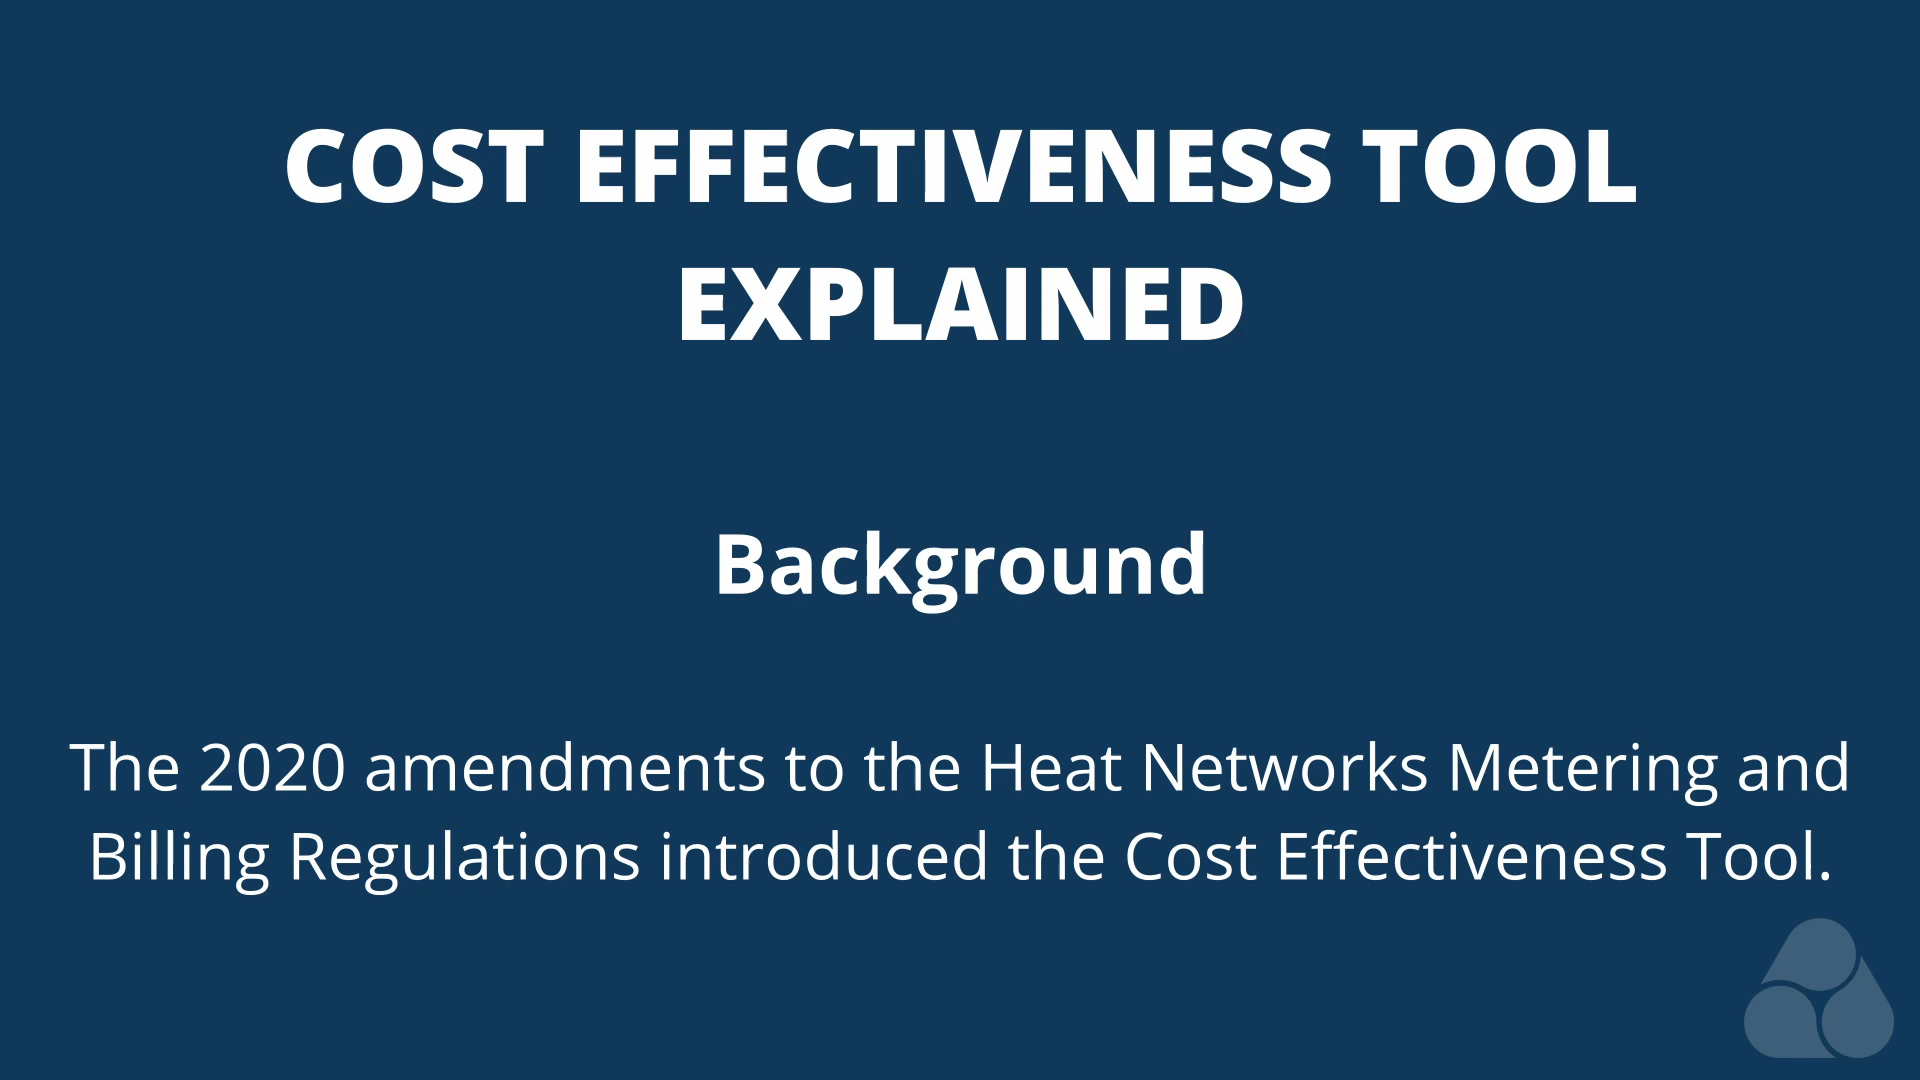 COST EFFECTIVENESS TOOL
EXPLAINED
Background
The 2020 amendments to the Heat Networks Metering and
Billing Regulations introduced the Cost Effectiveness Tool.